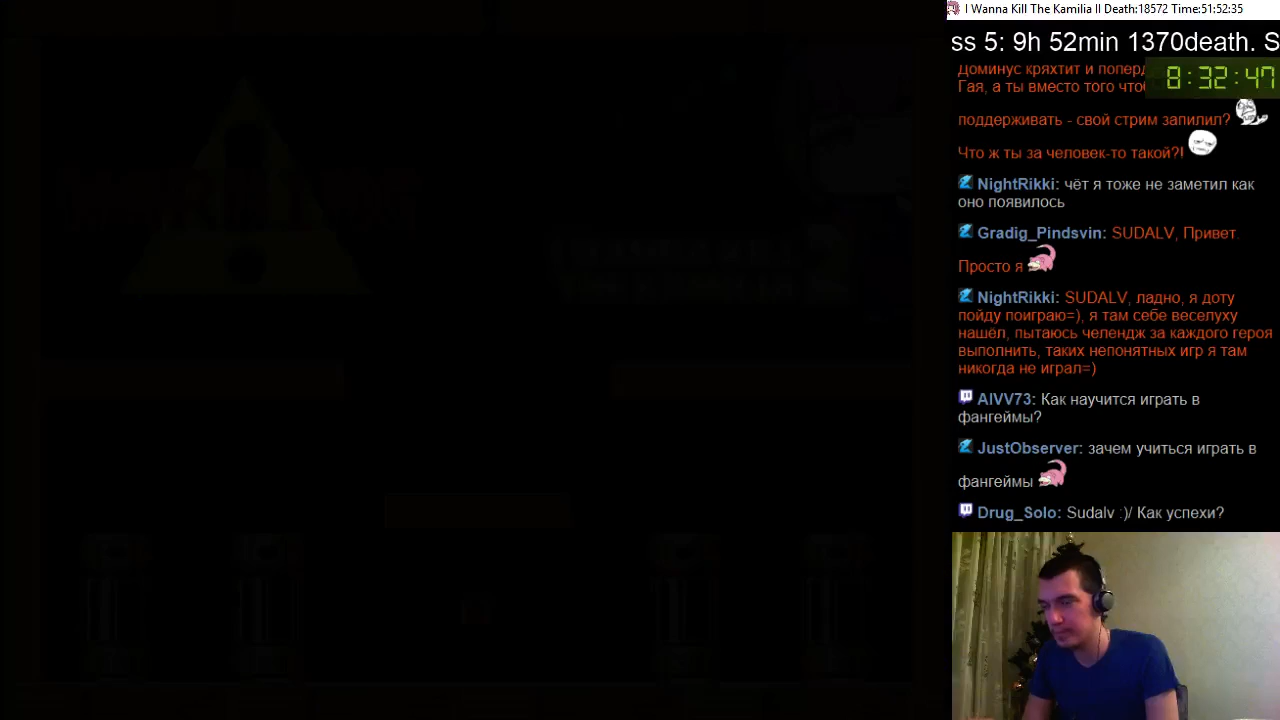 I Wanna Kill The Kamilia II Death:18572 Time:51:52:35
ss 5: 9h 52min 1370death. S
8:32:47
Доминус кряхтит и поперд
Гая, а ты вместо того что
поддерживать - свой стрим запилил?
Что ж ты за человек-то такой?!
NightRikki: чёт я тоже не заметил как
оно появилось
Gradig_Pindsvin: SUDALV, Привет.
Просто я
NightRikki: SUDALV, ладно, я доту
пойду поиграю=), я там себе веселуху
нашёл, пытаюсь челендж за каждого героя
выполнить, таких непонятных игр я там
никогда не играл=)
AlVV73: Как научится играть в
фангеймы?
JustObserver: зачем учиться играть в
фангеймы
Drug_Solo: Sudalv :)/ Как успехи?